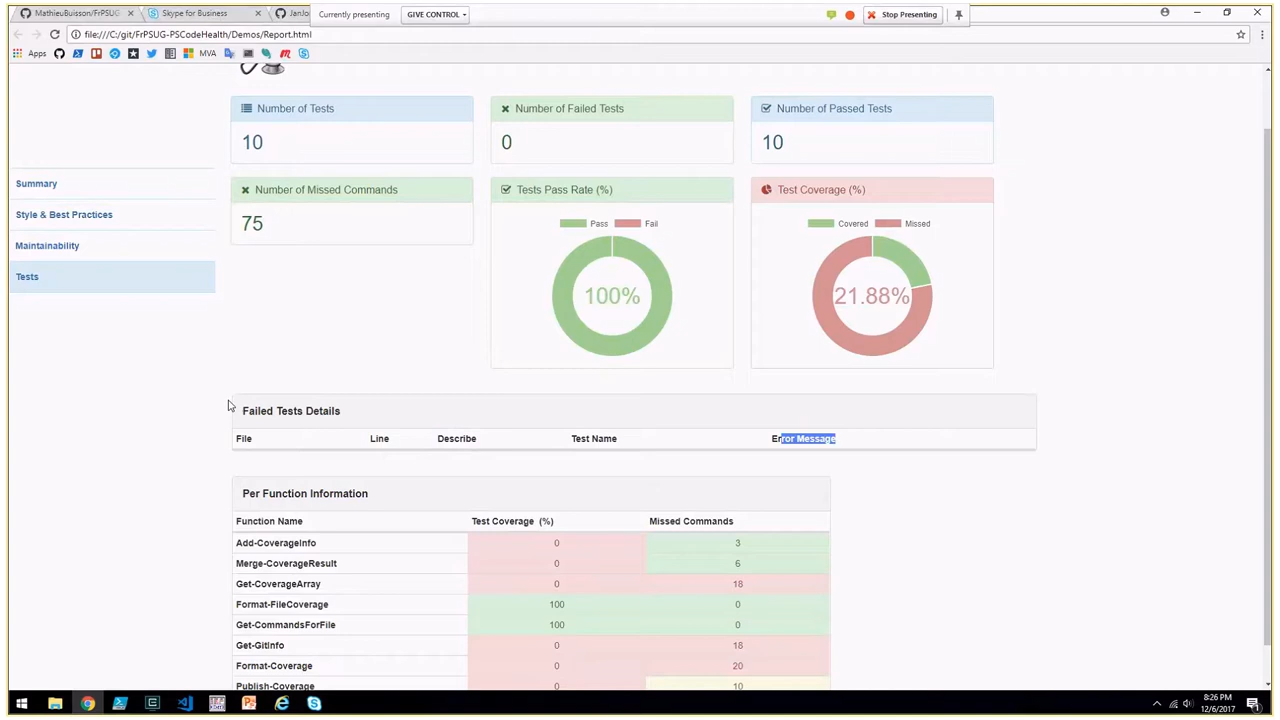 MathieuBuisson/FrPSUG
Skype for Business
JanJo
Currently presenting
GIVE CONTROL
Stop Presenting
file:///C:/git/FrPSUG-PSCodeHealth/Demos/Report.html
Apps
MVA
Number of Tests
10
Number of Failed Tests
0
Number of Passed Tests
10
Summary
Style & Best Practices
Maintainability
Tests
Number of Missed Commands
75
Tests Pass Rate (%)
Pass Fail
100%
Test Coverage (%)
Covered Missed
21.88%
Failed Tests Details
File Line Describe Test Name Error Message
Per Function Information
Function Name Test Coverage (%) Missed Commands
Add-CoverageInfo 0 3
Merge-CoverageResult 0 6
Get-CoverageArray 0 18
Format-FileCoverage 100 0
Get-CommandsForFile 100 0
Get-GitInfo 0 18
Format-Coverage 0 20
Publish-Coverage 0 10
8:26 PM
12/6/2017